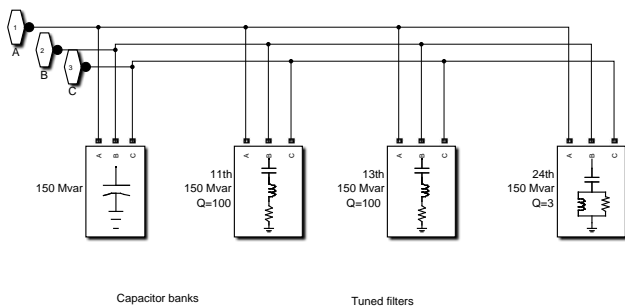 1
A
2
B
3
C
A B C
A B C
A B C
A B C
150 Mvar
11th
150 Mvar
Q=100
13th
150 Mvar
Q=100
24th
150 Mvar
Q=3
Capacitor banks
Tuned filters